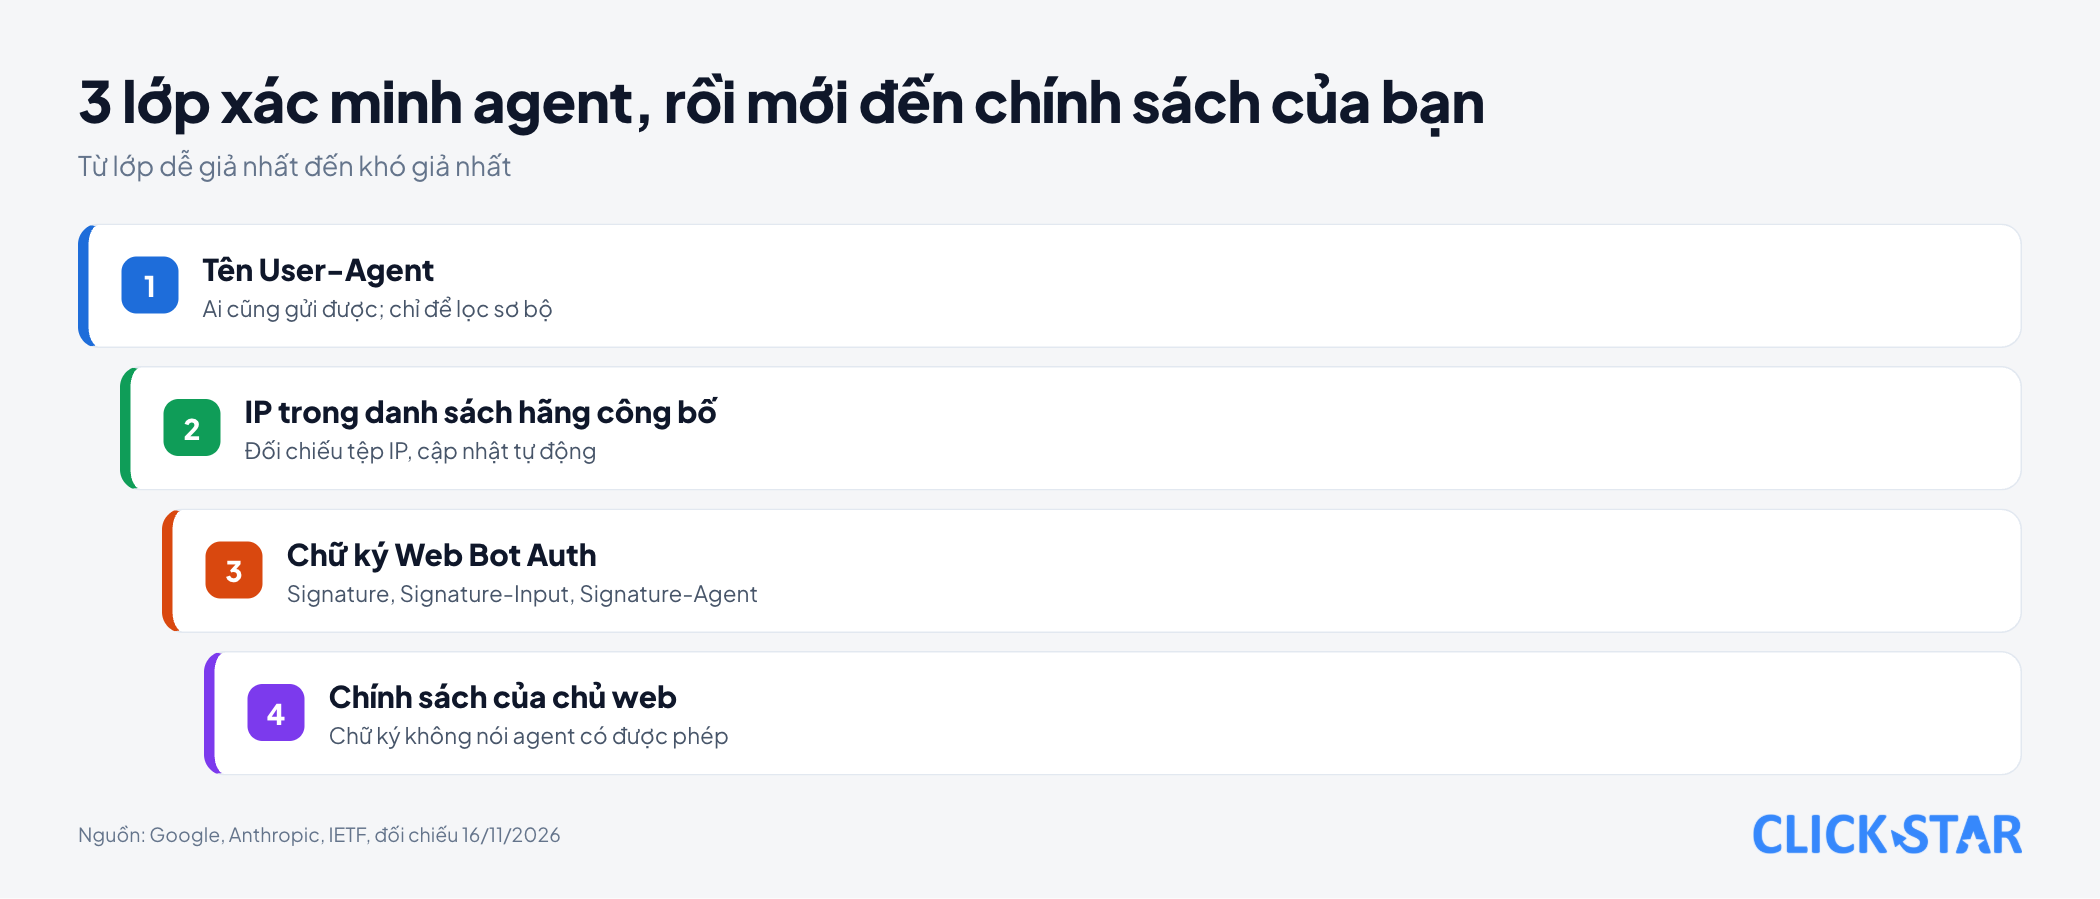 3 lớp xác minh agent, rồi mới đến chính sách của bạn
Từ lớp dễ giả nhất đến khó giả nhất
1
Tên User-Agent
Ai cũng gửi được; chỉ để lọc sơ bộ
2
IP trong danh sách hãng công bố
Đối chiếu tệp IP, cập nhật tự động
3
Chữ ký Web Bot Auth
Signature, Signature-Input, Signature-Agent
4
Chính sách của chủ web
Chữ ký không nói agent có được phép
Nguồn: Google, Anthropic, IETF, đối chiếu 16/11/2026
CLICK STAR